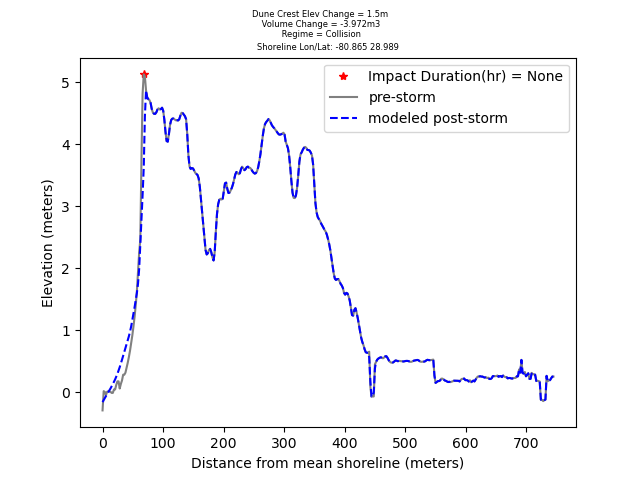 Dune Crest Elev Change = 1.5m
Volume Change = -3.972m3
Regime = Collision
Shoreline Lon/Lat: -80.865 28.989
Impact Duration(hr) = None
pre-storm
modeled post-storm
5
4
3
2
1
0
Elevation (meters)
0 100 200 300 400 500 600 700
Distance from mean shoreline (meters)